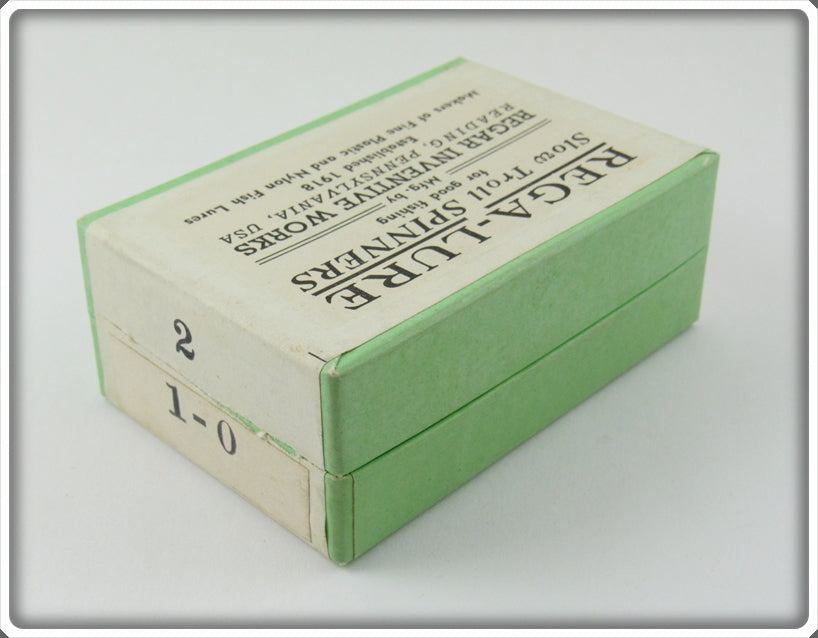 REGA-LURE
Slow Troll SPINNERS
for good fishing
Mfg. by
REGAR INVENTIVE WORKS
READING, PENNSYLVANIA, USA
Established 1918
Makers of Fine Plastic and Nylon Fish Lures
2
1-0